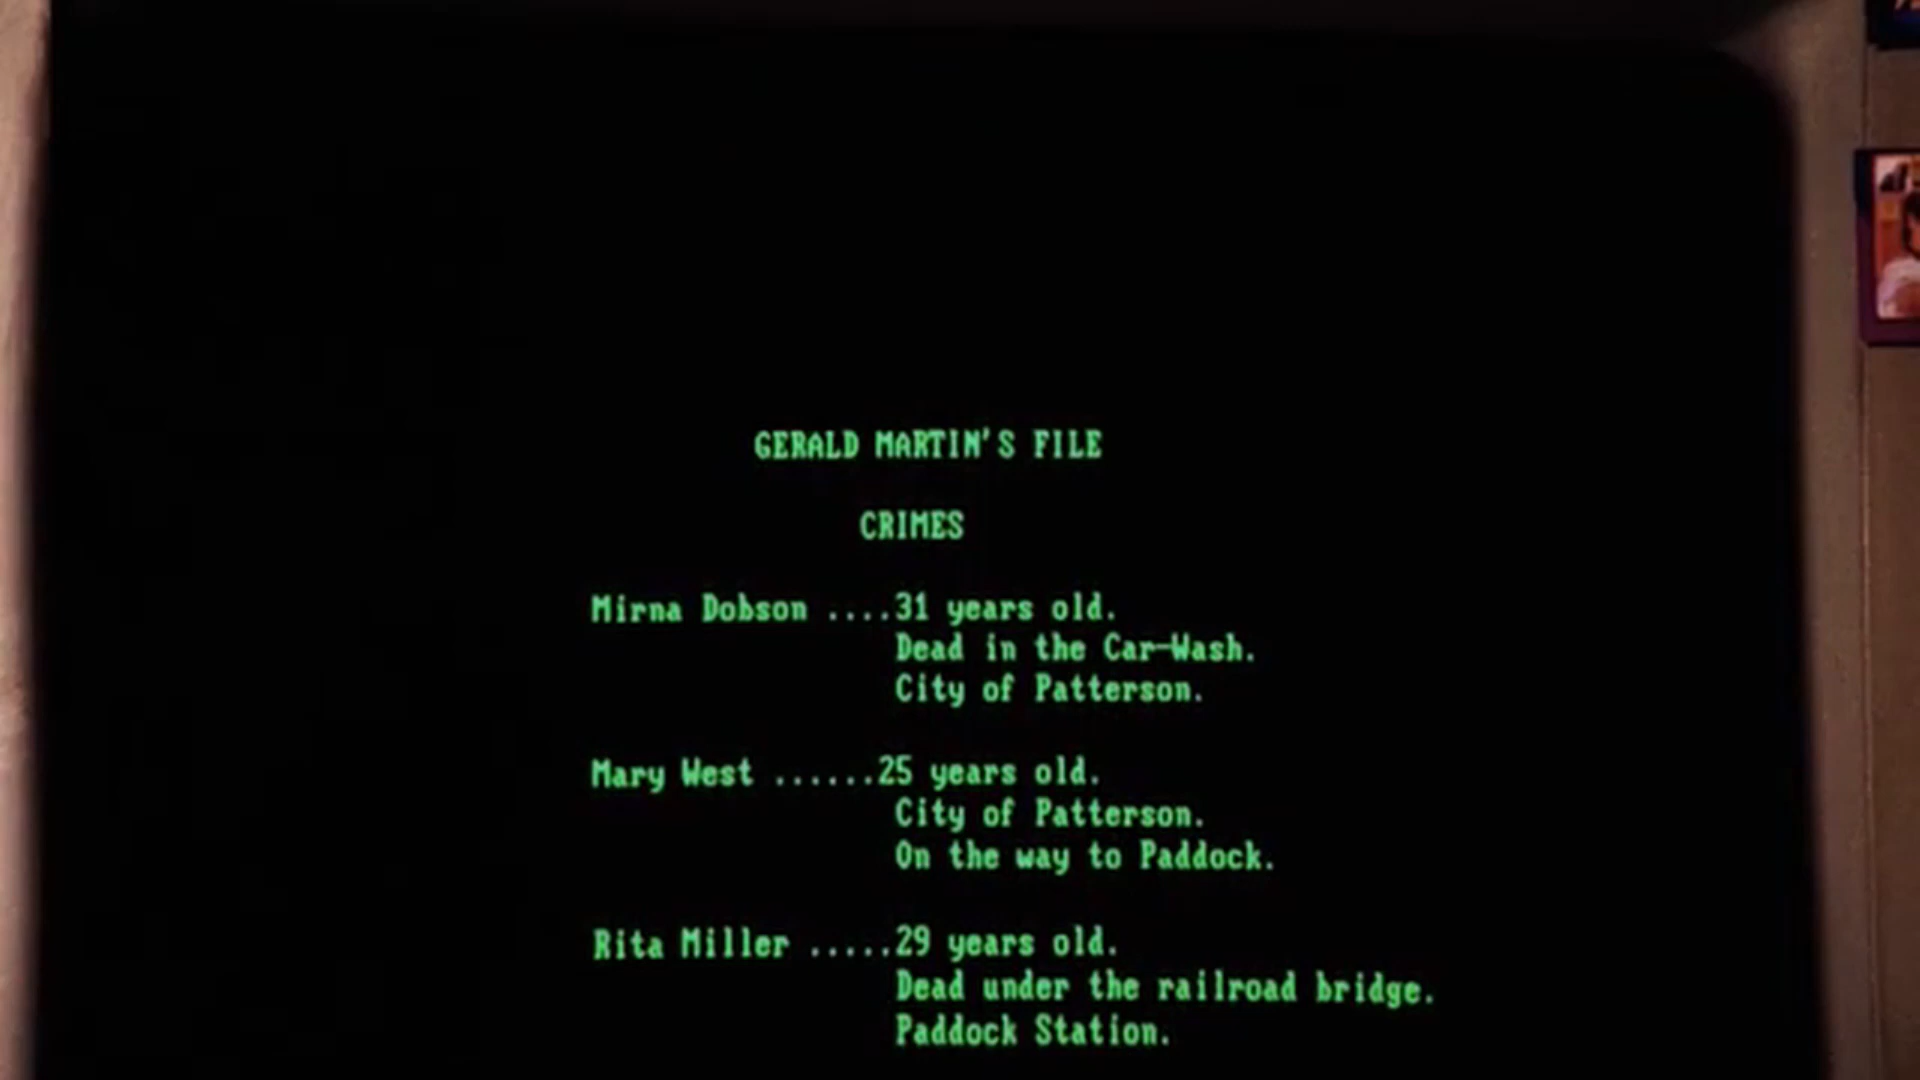 GERALD MARTIN'S FILE
CRIMES
Mirna Dobson ....31 years old.
Dead in the Car-Wash.
City of Patterson.
Mary West ......25 years old.
City of Patterson.
On the way to Paddock.
Rita Miller .....29 years old.
Dead under the railroad bridge.
Paddock Station.